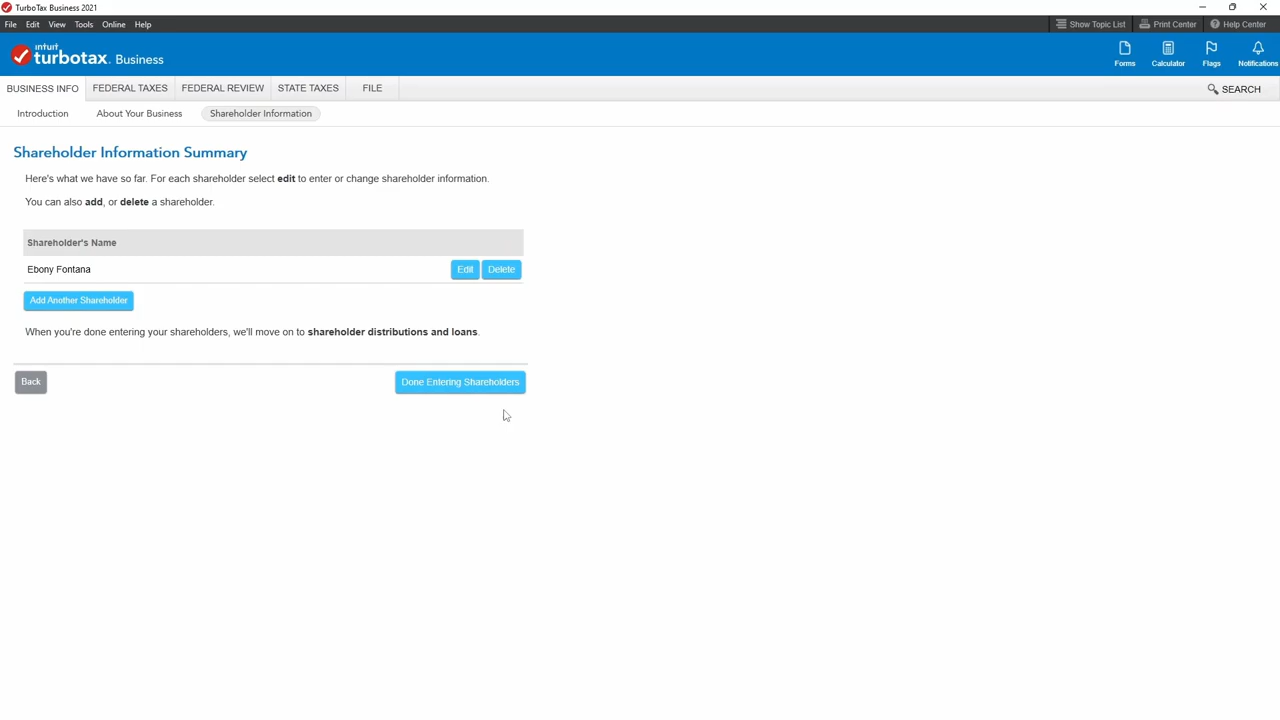 TurboTax Business 2021
File Edit View Tools Online Help
Show Topic List Print Center Help Center
intuit
turbotax. Business
Forms Calculator Flags Notifications
BUSINESS INFO FEDERAL TAXES FEDERAL REVIEW STATE TAXES FILE SEARCH
Introduction About Your Business Shareholder Information
Shareholder Information Summary
Here's what we have so far. For each shareholder select edit to enter or change shareholder information.
You can also add, or delete a shareholder.
Shareholder's Name
Ebony Fontana Edit Delete
Add Another Shareholder
When you're done entering your shareholders, we'll move on to shareholder distributions and loans.
Back Done Entering Shareholders